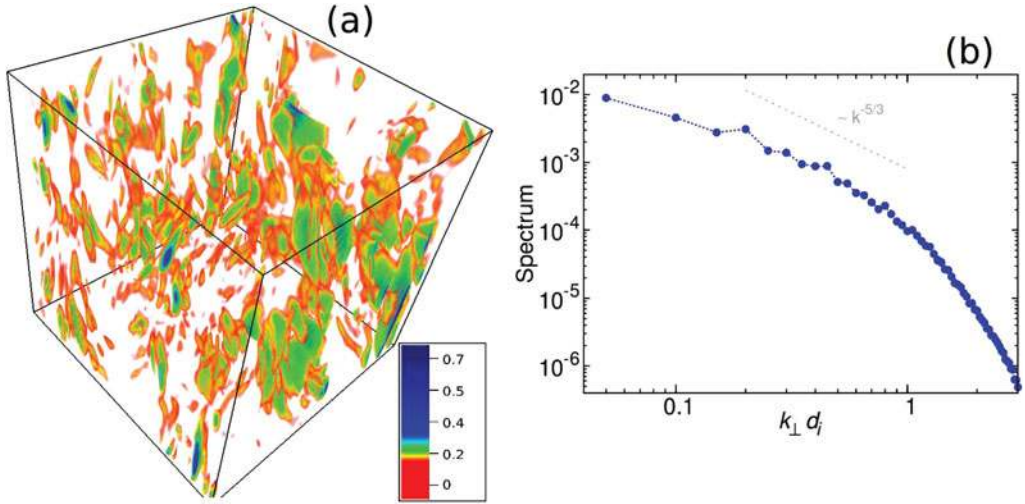 (a)
0.7
0.5
0.4
0.2
0
(b)
10⁻²
10⁻³
10⁻⁴
10⁻⁵
10⁻⁶
Spectrum
~ k⁻⁵/³
0.1
1
k⊥ dᵢ